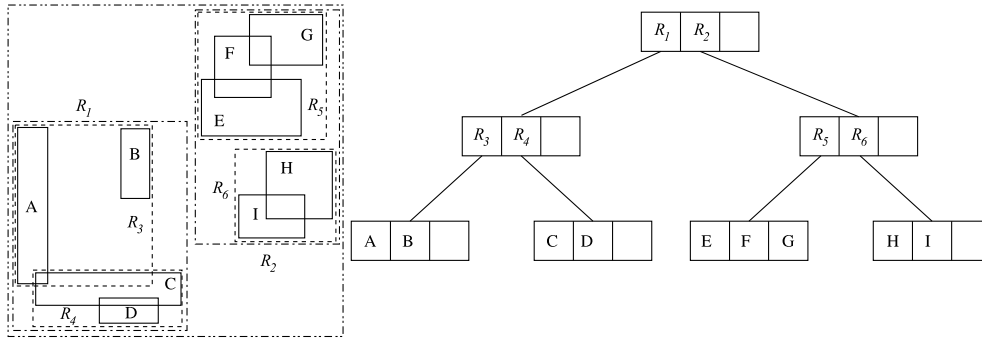 G
F
R₁
R₅
E
B
H
R₆
A
I
R₃
R₂
C
R₄
D
R₁ R₂
R₃ R₄
R₅ R₆
A B
C D
E F G
H I